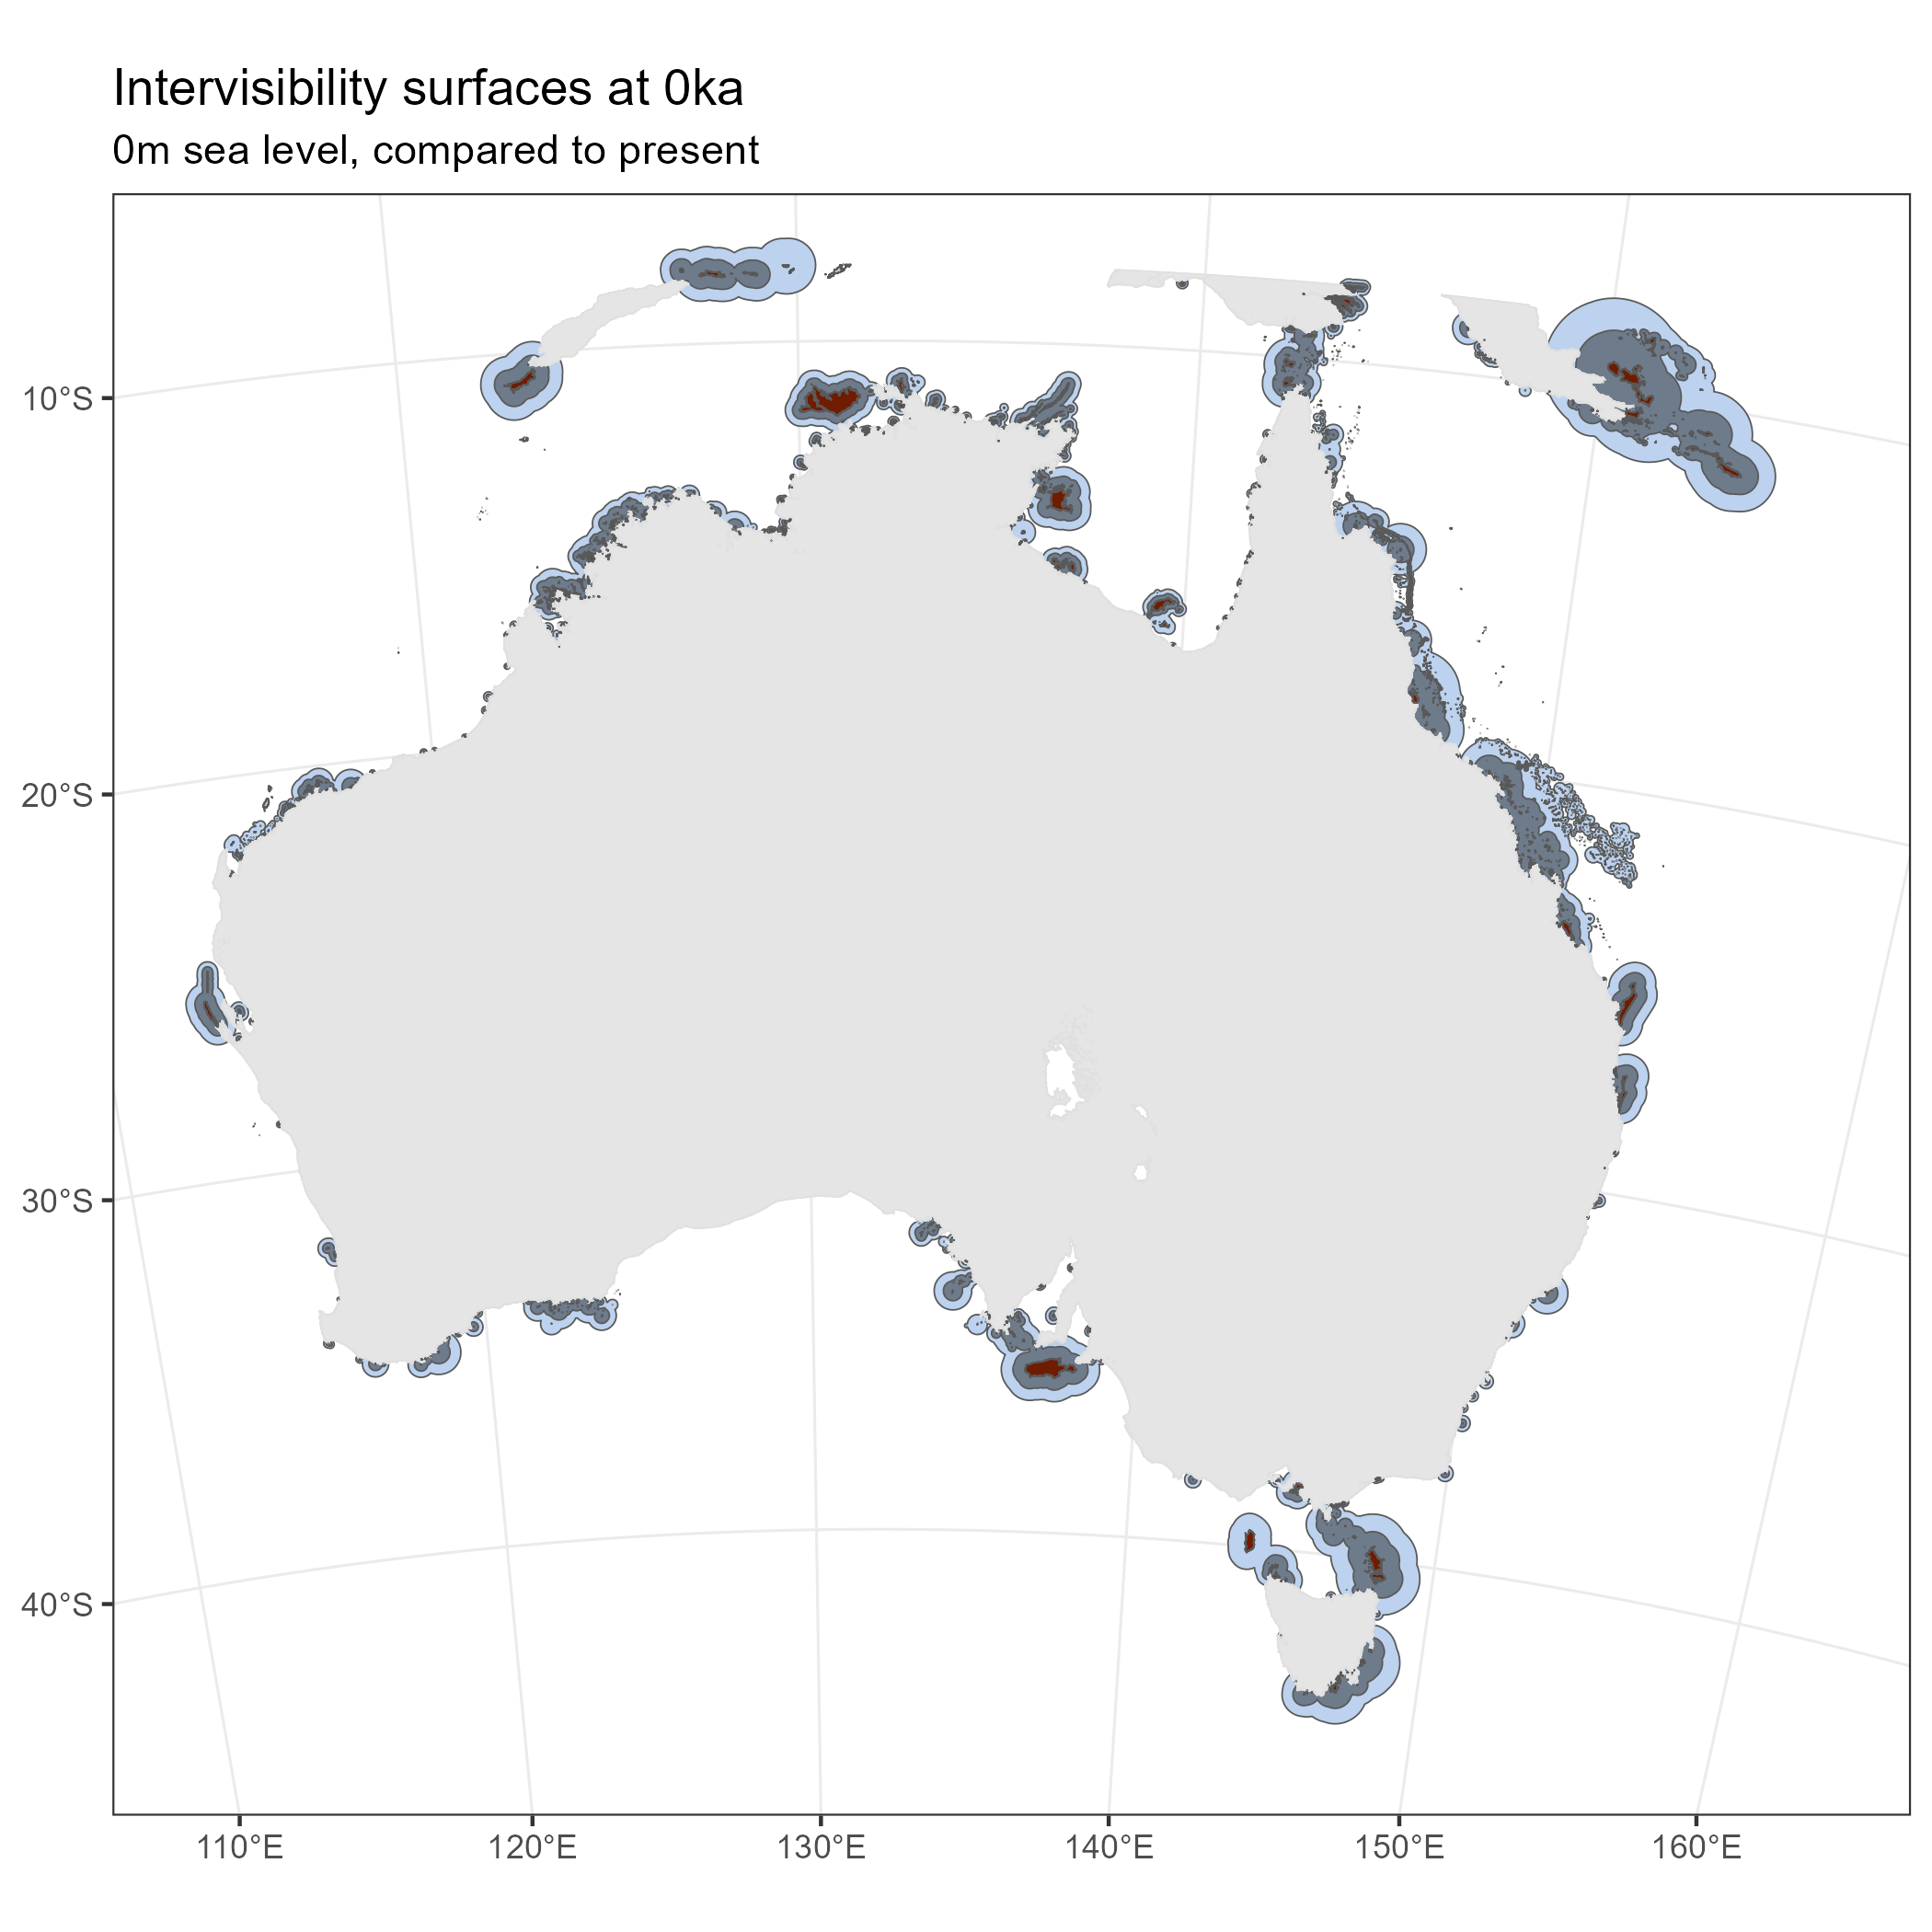 Intervisibility surfaces at 0ka
0m sea level, compared to present
10°S
20°S
30°S
40°S
110°E
120°E
130°E
140°E
150°E
160°E